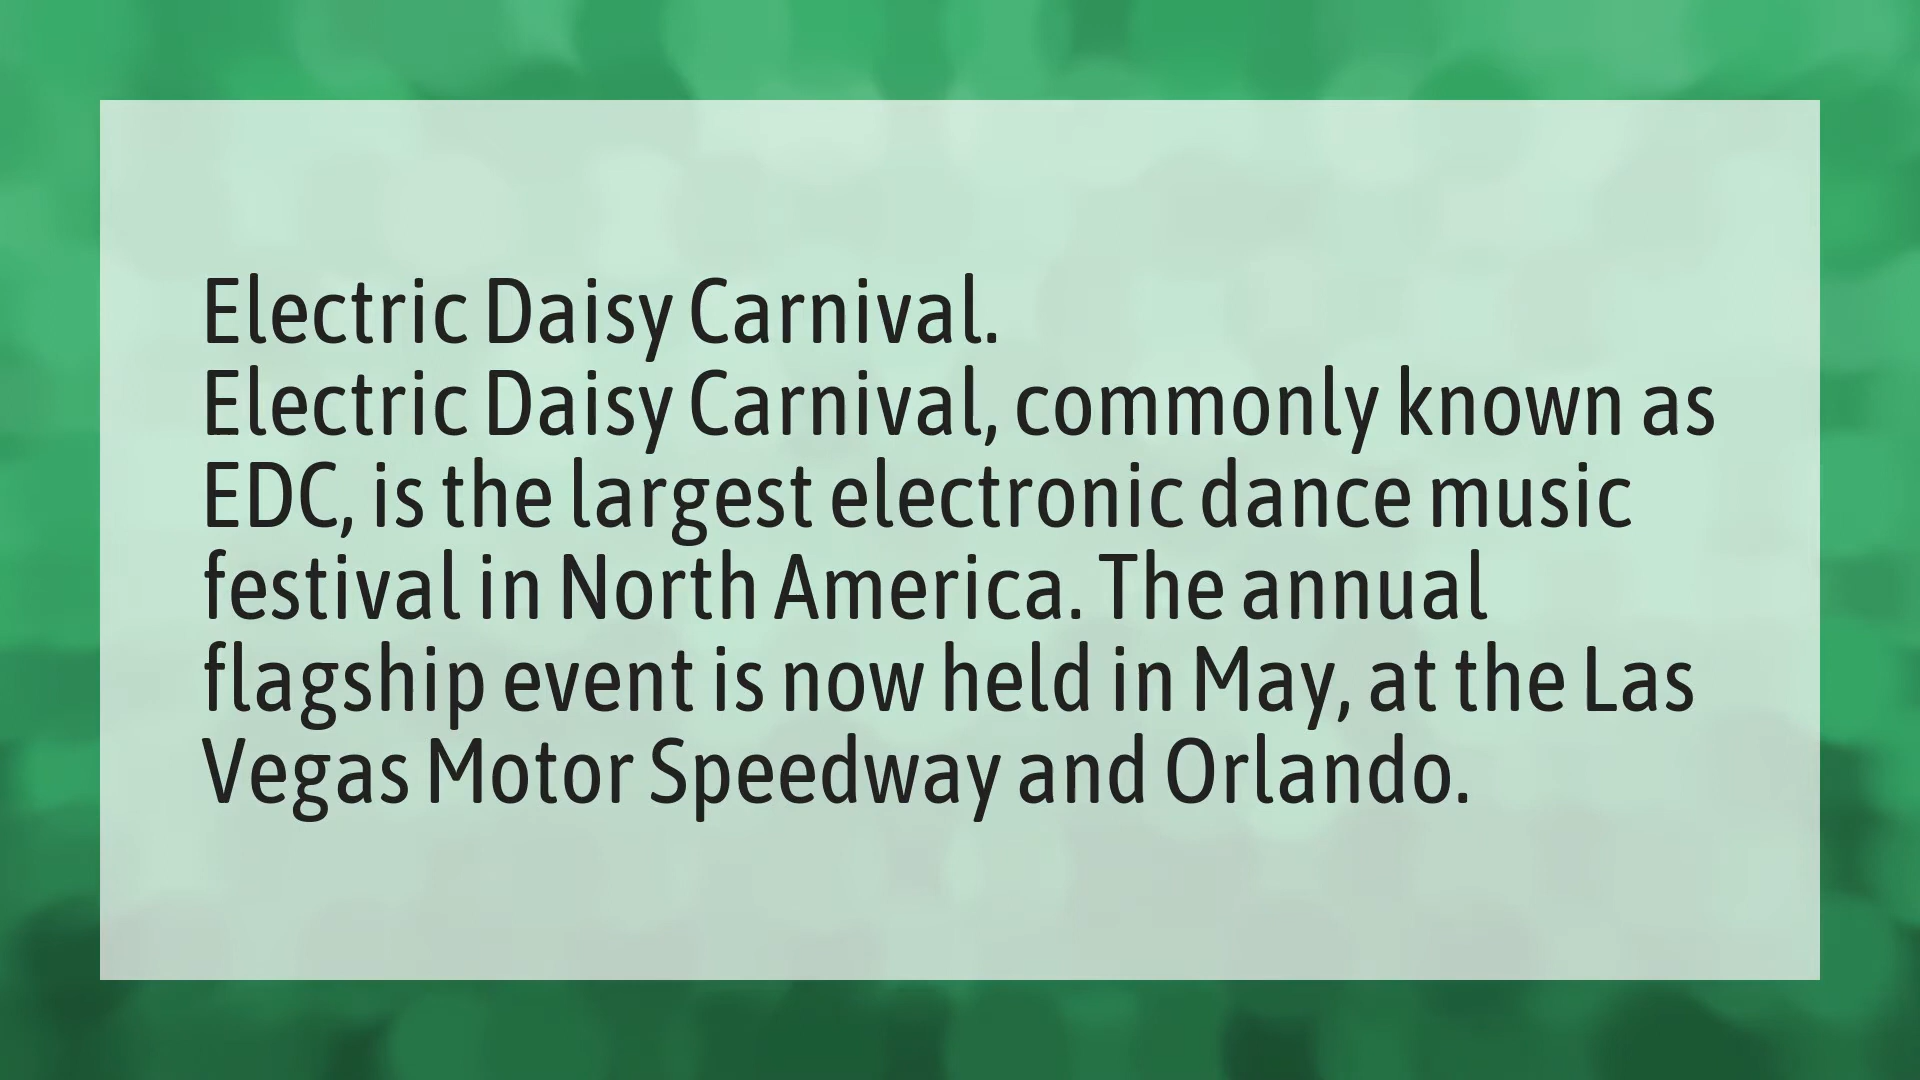 Electric Daisy Carnival.
Electric Daisy Carnival, commonly known as
EDC, is the largest electronic dance music
festival in North America. The annual
flagship event is now held in May, at the Las
Vegas Motor Speedway and Orlando.